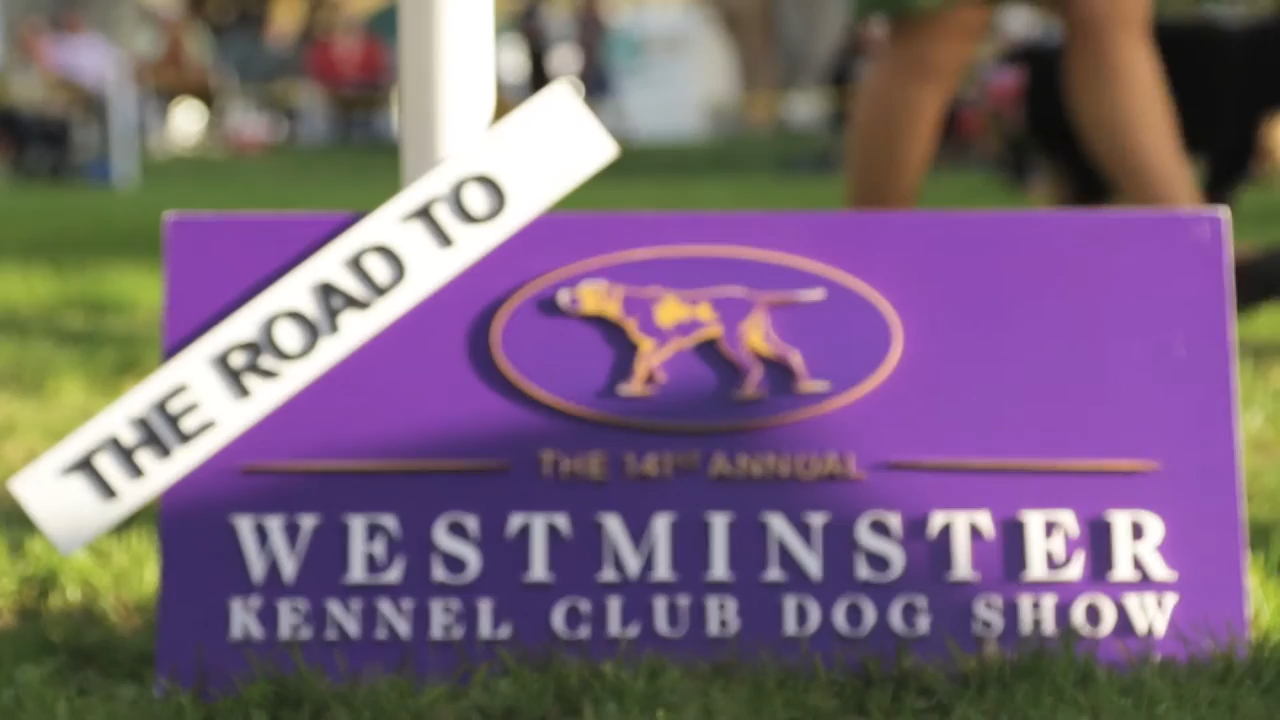 THE ROAD TO
THE 141ST ANNUAL
WESTMINSTER
KENNEL CLUB DOG SHOW